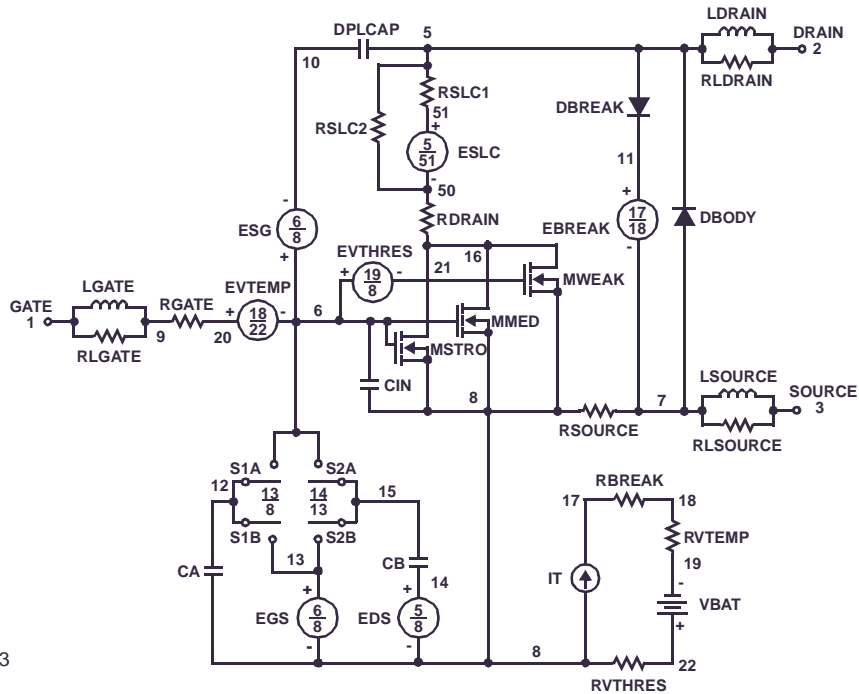 LDRAIN
DPLCAP 5 DRAIN
10 2
RLDRAIN
RSLC1
DBREAK
51
RSLC2 +
5
51 ESLC
11
-
50
- +
6
8 ESG
RDRAIN
17
18 EBREAK
DBODY
EVTHRES 16
+ 21 -
-
+ 19
8 MWEAK
LGATE EVTEMP
GATE RGATE + 18
22 - 6
1 MMED
9 20
RLGATE
MSTRO
LSOURCE
CIN SOURCE
8 7 3
RSOURCE
RLSOURCE
S1A S2A
12 13
8 14
13 15 RBREAK
17 18
S1B S2B
13 RVTEMP
CA CB 19
IT -
+ + 14
6
8 EGS 5
8 EDS VBAT
- - +
8 22
RVTHRES
3